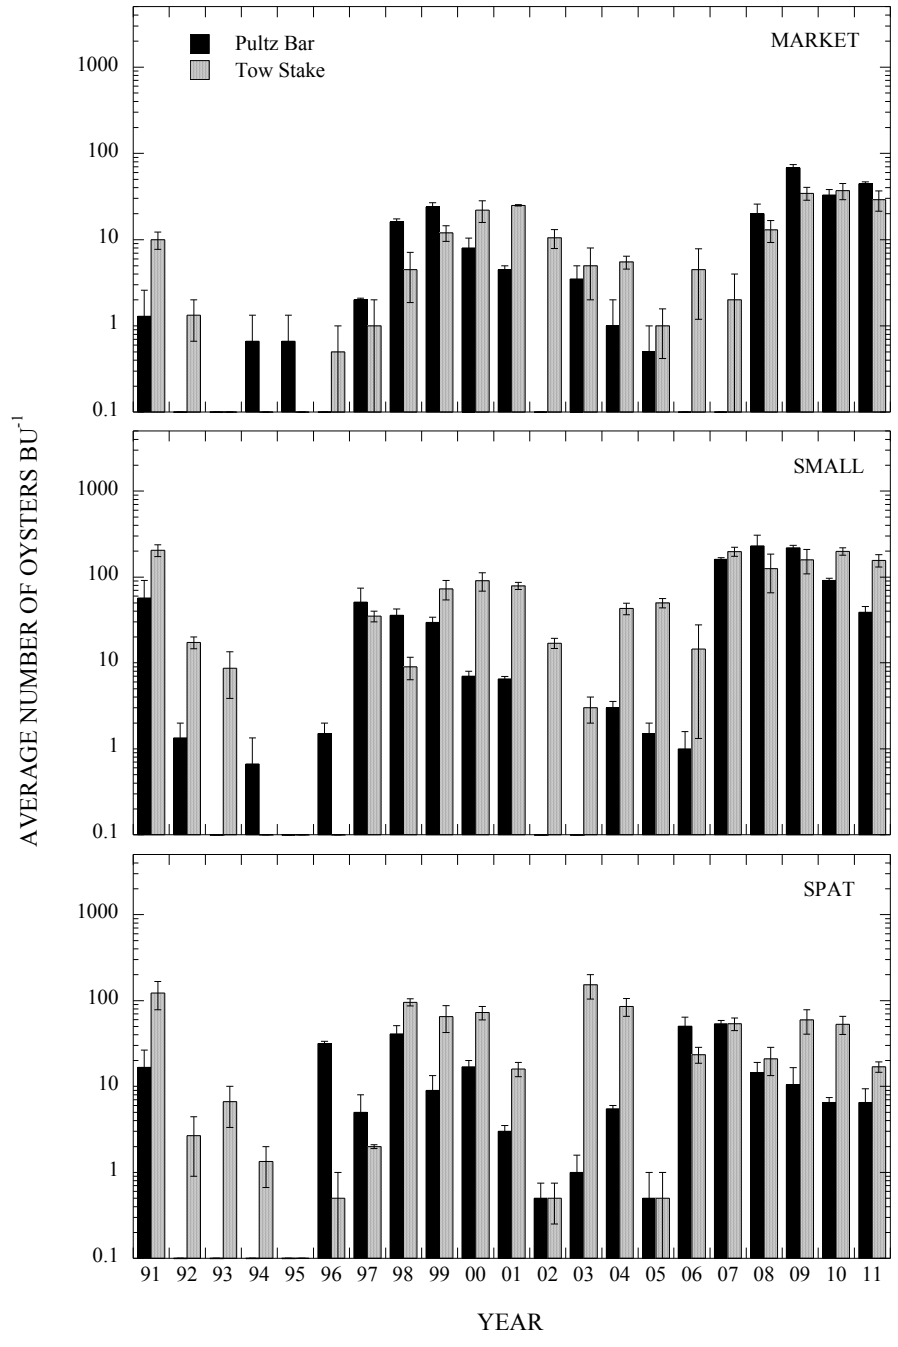 Pultz Bar
Tow Stake
MARKET
1000
100
10
1
0.1
SMALL
1000
100
10
1
0.1
SPAT
1000
100
10
1
0.1
AVERAGE NUMBER OF OYSTERS BU-1
91 92 93 94 95 96 97 98 99 00 01 02 03 04 05 06 07 08 09 10 11
YEAR